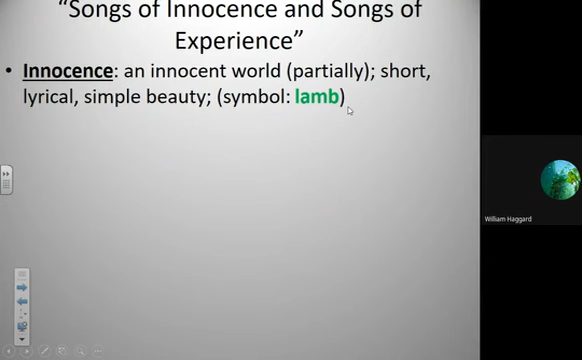 “Songs of Innocence and Songs of
Experience”
• Innocence: an innocent world (partially); short,
lyrical, simple beauty; (symbol: lamb)
William Haggard